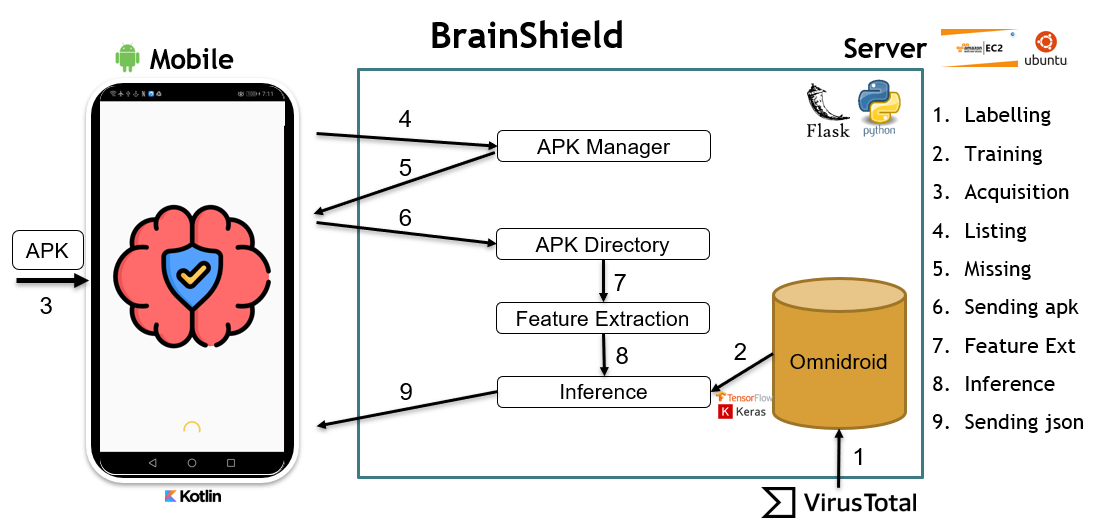 BrainShield
Mobile
Server
amazon EC2
ubuntu
7:11
Flask
python
APK
3
4
APK Manager
5
6
APK Directory
7
Feature Extraction
8
Inference
9
2
TensorFlow
Keras
Omnidroid
1
VirusTotal
Kotlin
1. Labelling
2. Training
3. Acquisition
4. Listing
5. Missing
6. Sending apk
7. Feature Ext
8. Inference
9. Sending json